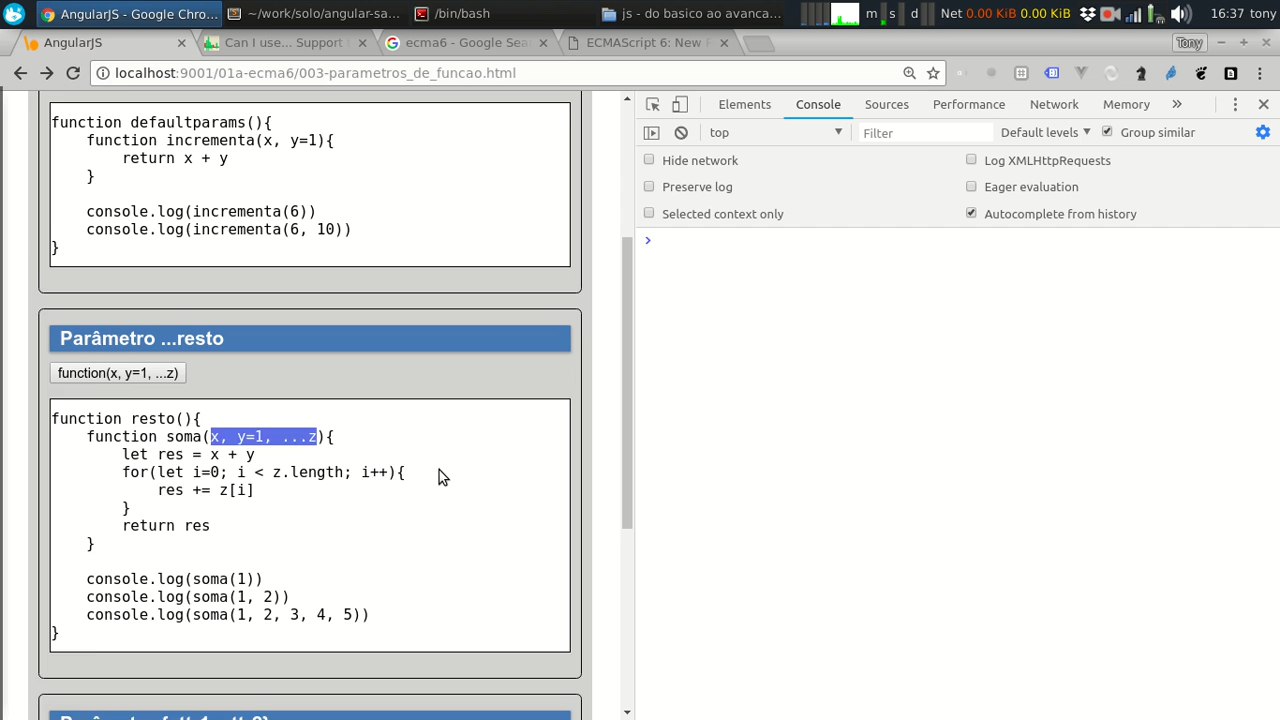 AngularJS - Google Chro...
~/work/solo/angular-sa...
/bin/bash
js - do basico ao avanca...
m s d Net 0.00 KiB 0.00 KiB
16:37 tony
AngularJS
Can I use... Support
ecma6 - Google Sea
ECMAScript 6: New F
Tony
localhost:9001/01a-ecma6/003-parametros_de_funcao.html
function defaultparams(){
function incrementa(x, y=1){
return x + y
}
console.log(incrementa(6))
console.log(incrementa(6, 10))
}
Parâmetro ...resto
function(x, y=1, ...z)
function resto(){
function soma(x, y=1, ...z){
let res = x + y
for(let i=0; i < z.length; i++){
res += z[i]
}
return res
}
console.log(soma(1))
console.log(soma(1, 2))
console.log(soma(1, 2, 3, 4, 5))
}
Elements Console Sources Performance Network Memory »
top Filter Default levels Group similar
Hide network Log XMLHttpRequests
Preserve log Eager evaluation
Selected context only Autocomplete from history